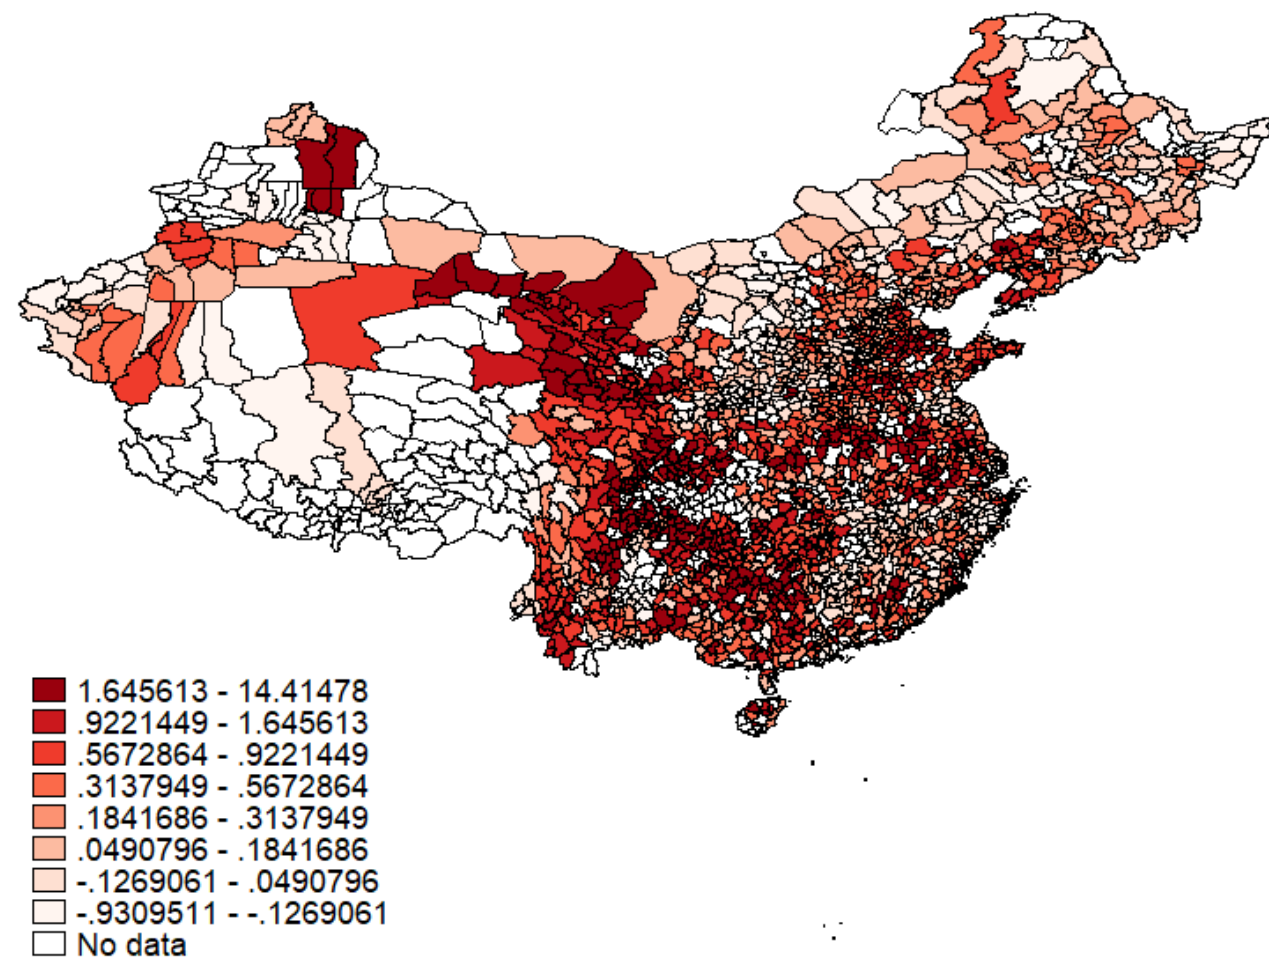 1.645613 - 14.41478
.9221449 - 1.645613
.5672864 - .9221449
.3137949 - .5672864
.1841686 - .3137949
.0490796 - .1841686
-.1269061 - .0490796
-.9309511 - -.1269061
No data